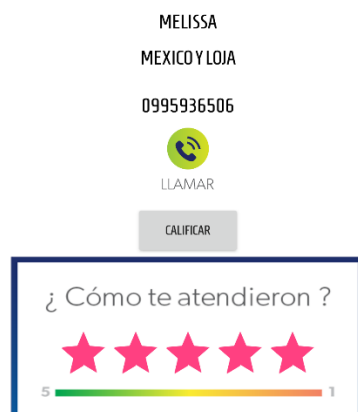 MELISSA
MEXICO Y LOJA
0995936506
LLAMAR
CALIFICAR
¿ Cómo te atendieron ?
5 1